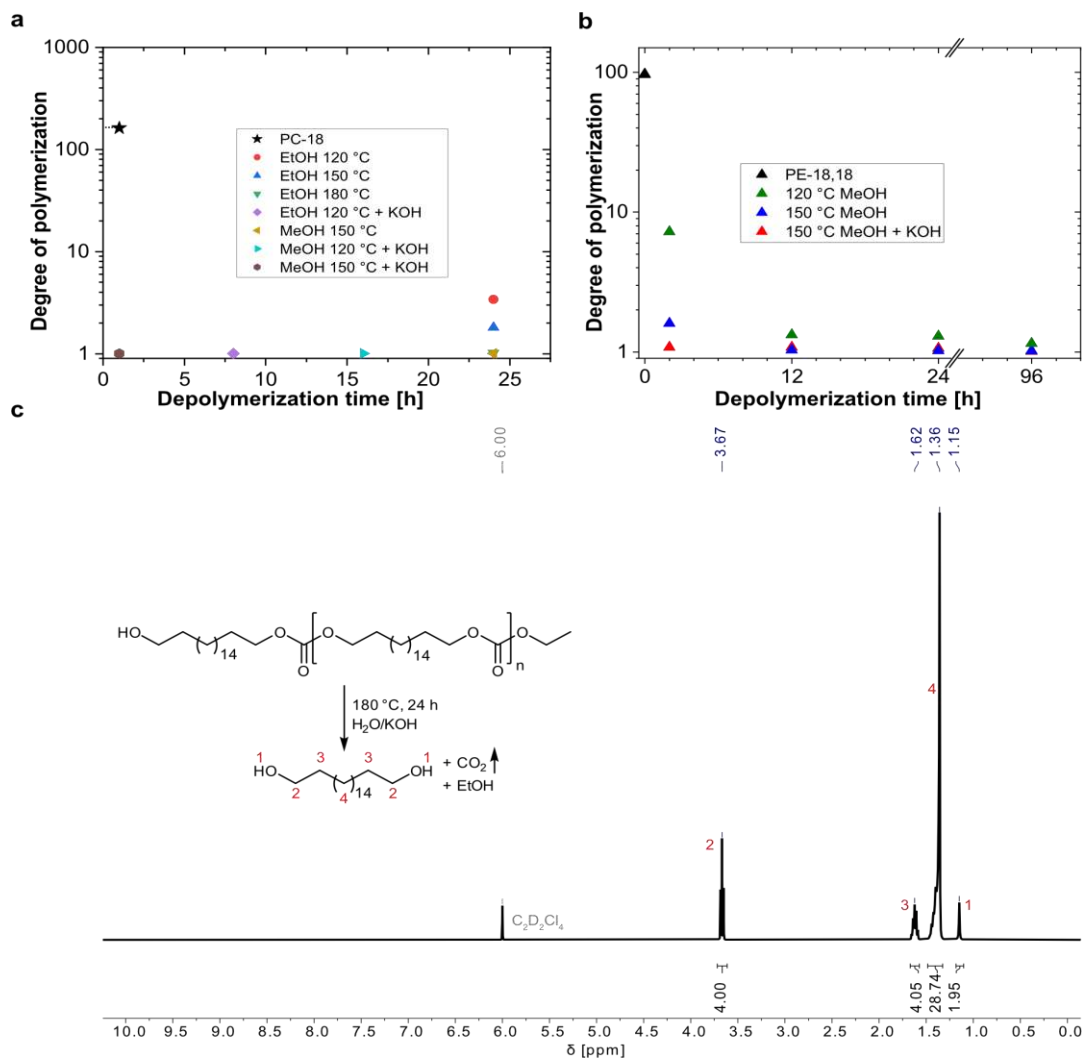 a
1000
100
10
1
0
5
10
15
20
25
Degree of polymerization
Depolymerization time [h]
PC-18
EtOH 120 °C
EtOH 150 °C
EtOH 180 °C
EtOH 120 °C + KOH
MeOH 150 °C
MeOH 120 °C + KOH
MeOH 150 °C + KOH
b
100
10
1
0
12
24
96
Degree of polymerization
Depolymerization time [h]
PE-18,18
120 °C MeOH
150 °C MeOH
150 °C MeOH + KOH
c
6.00
3.67
1.62
1.36
1.15
HO
14
O
O
O
O
14
O
O
O
n
180 °C, 24 h
H₂O/KOH
1
3
3
1
HO
OH
+ CO₂
2
4
14
2
+ EtOH
C₂D₂Cl₄
2
3
4
1
4.00
4.05
28.74
1.95
10.0 9.5 9.0 8.5 8.0 7.5 7.0 6.5 6.0 5.5 5.0 4.5 4.0 3.5 3.0 2.5 2.0 1.5 1.0 0.5 0.0
δ [ppm]